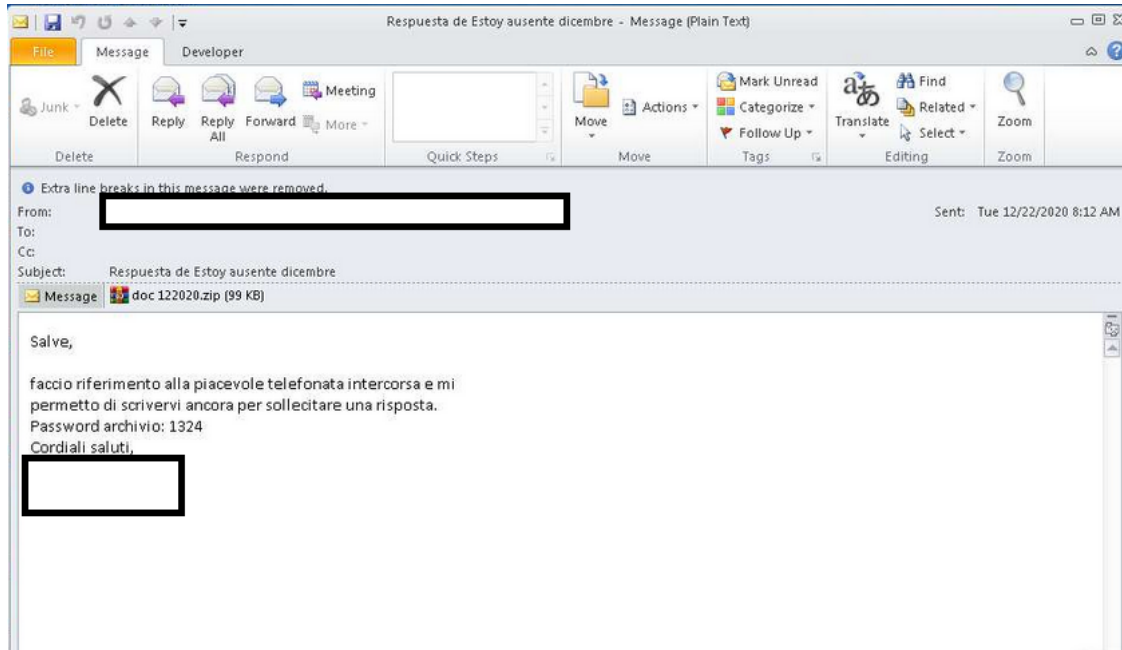 Respuesta de Estoy ausente dicembre - Message (Plain Text)
File Message Developer
Junk Delete Reply Reply All Forward Meeting More Move Actions Mark Unread Categorize Follow Up Translate Find Related Select Zoom
Delete Respond Quick Steps Move Tags Editing Zoom
Extra line breaks in this message were removed.
From: Sent: Tue 12/22/2020 8:12 AM
To:
Cc:
Subject: Respuesta de Estoy ausente dicembre
Message doc 122020.zip (99 KB)
Salve,
faccio riferimento alla piacevole telefonata intercorsa e mi
permetto di scrivervi ancora per sollecitare una risposta.
Password archivio: 1324
Cordiali saluti,